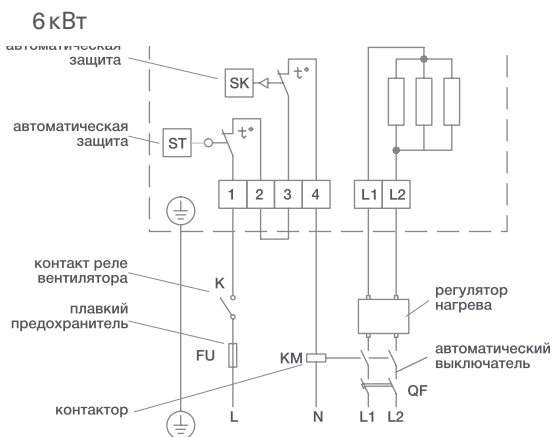 6 кВт
автоматическая
защита
SK
t°
автоматическая
защита
ST
t°
1 2 3 4 L1 L2
контакт реле
вентилятора
K
плавкий
предохранитель
FU
KM
регулятор
нагрева
автоматический
выключатель
QF
контактор
L N L1 L2